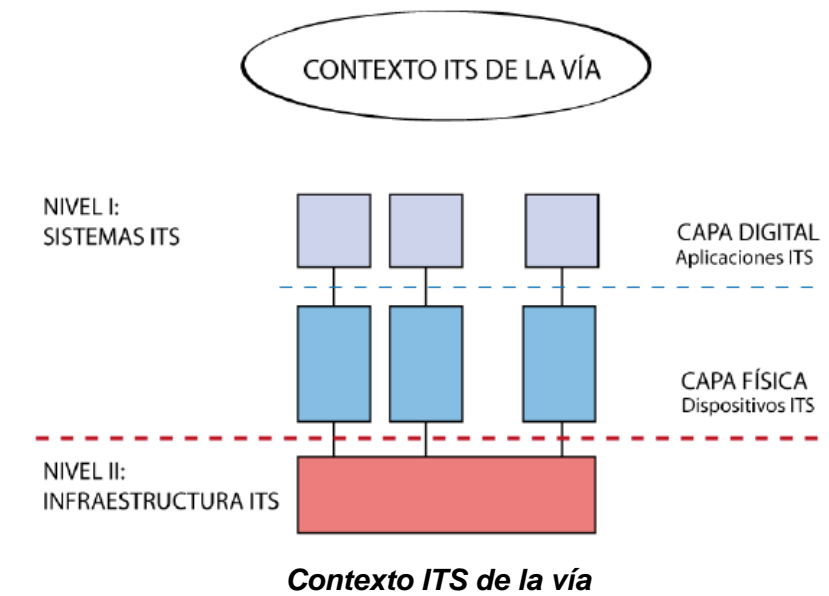 CONTEXTO ITS DE LA VÍA
NIVEL I:
SISTEMAS ITS
CAPA DIGITAL
Aplicaciones ITS
CAPA FÍSICA
Dispositivos ITS
NIVEL II:
INFRAESTRUCTURA ITS
Contexto ITS de la vía